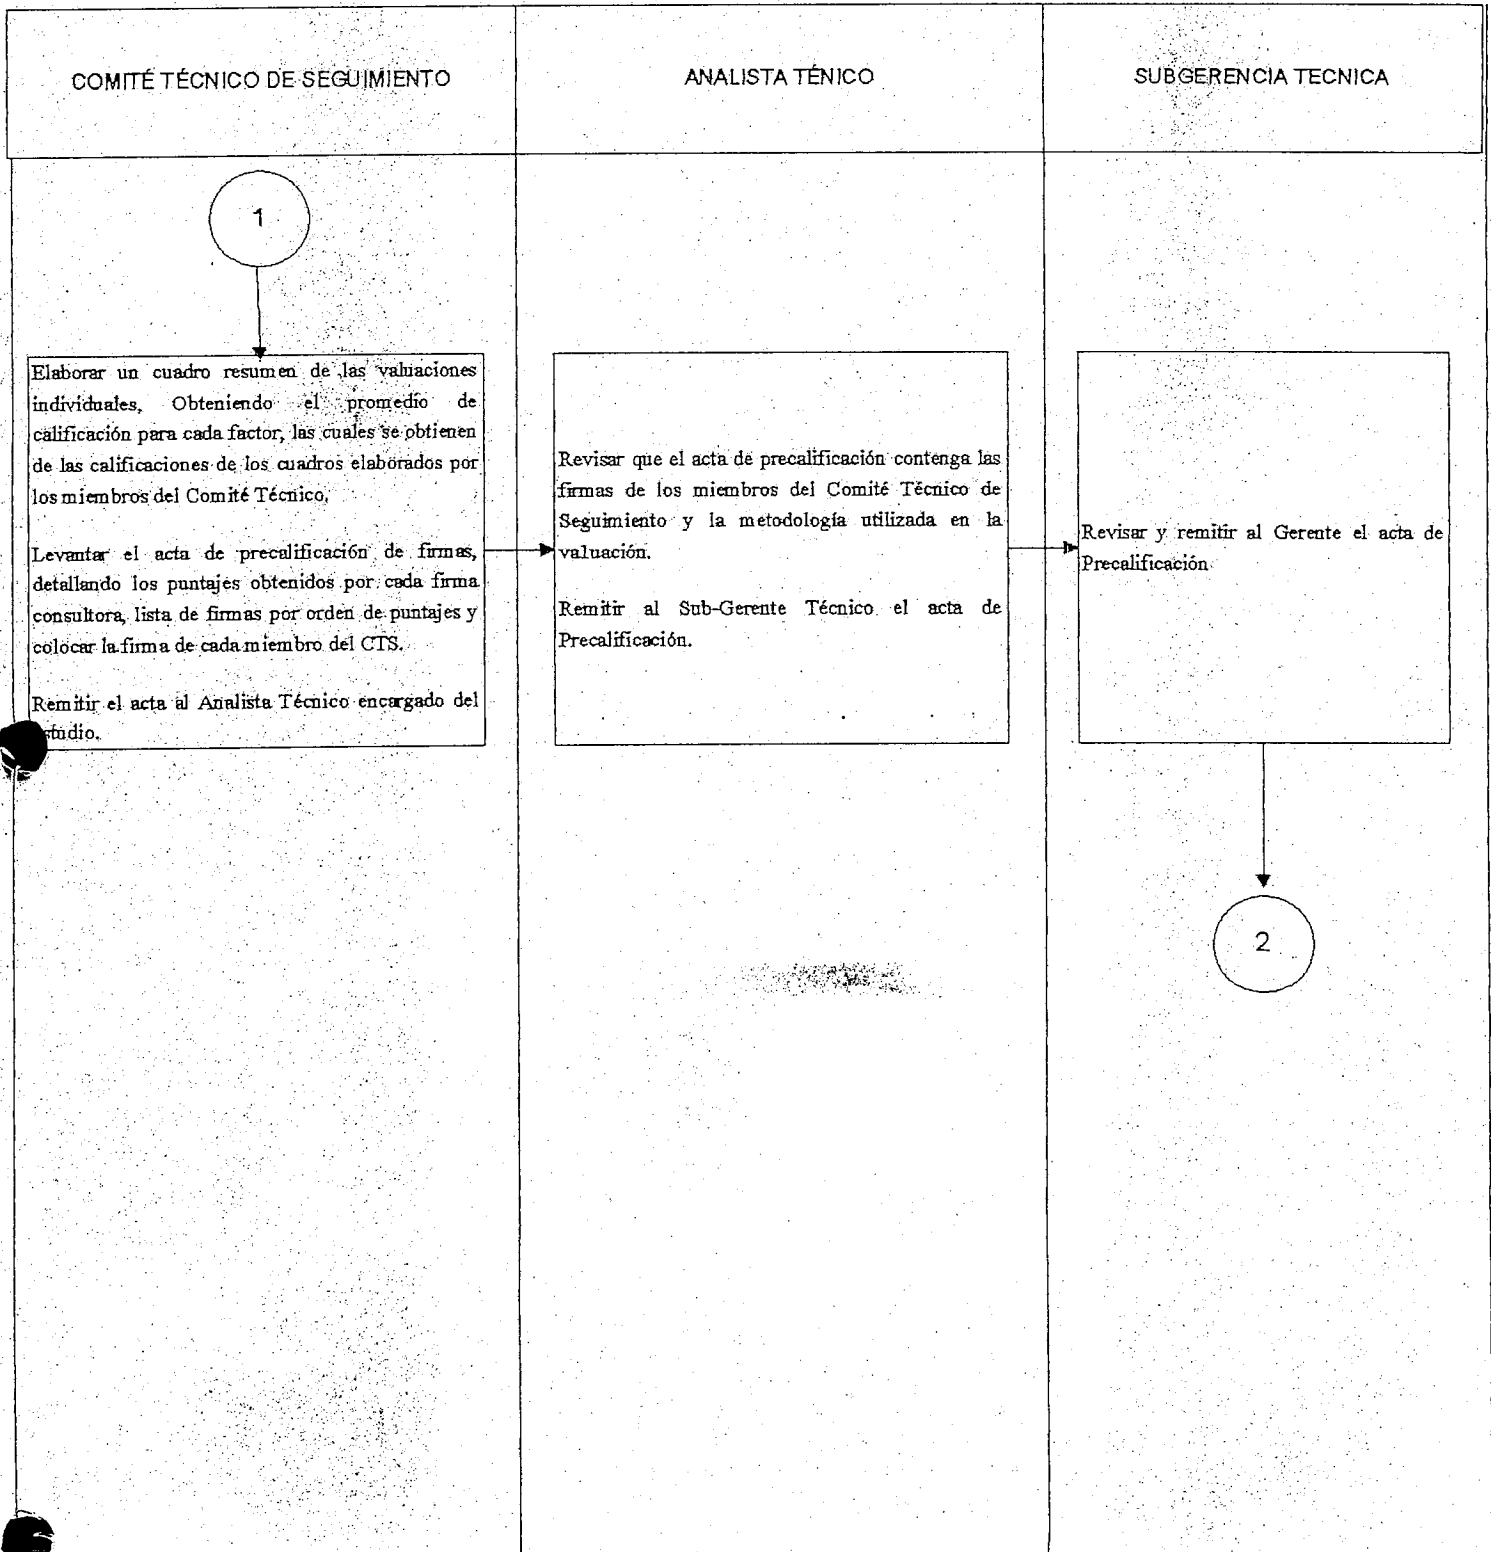 COMITÉ TÉCNICO DE SEGUIMIENTO
ANALISTA TÉNICO
SUBGERENCIA TECNICA
1
Elaborar un cuadro resumen de las valuaciones
individuales, Obteniendo el promedio de
calificación para cada factor, las cuales se obtienen
de las calificaciones de los cuadros elaborados por
los miembros del Comité Técnico.
Levantar el acta de precalificación de firmas,
detallando los puntajes obtenidos por cada firma
consultora, lista de firmas por orden de puntajes y
colocar la firma de cada miembro del CTS.
Remitir el acta al Analista Técnico encargado del
studio.
Revisar que el acta de precalificación contenga las
firmas de los miembros del Comité Técnico de
Seguimiento y la metodología utilizada en la
valuación.
Remitir al Sub-Gerente Técnico el acta de
Precalificación.
Revisar y remitir al Gerente el acta de
Precalificación
2